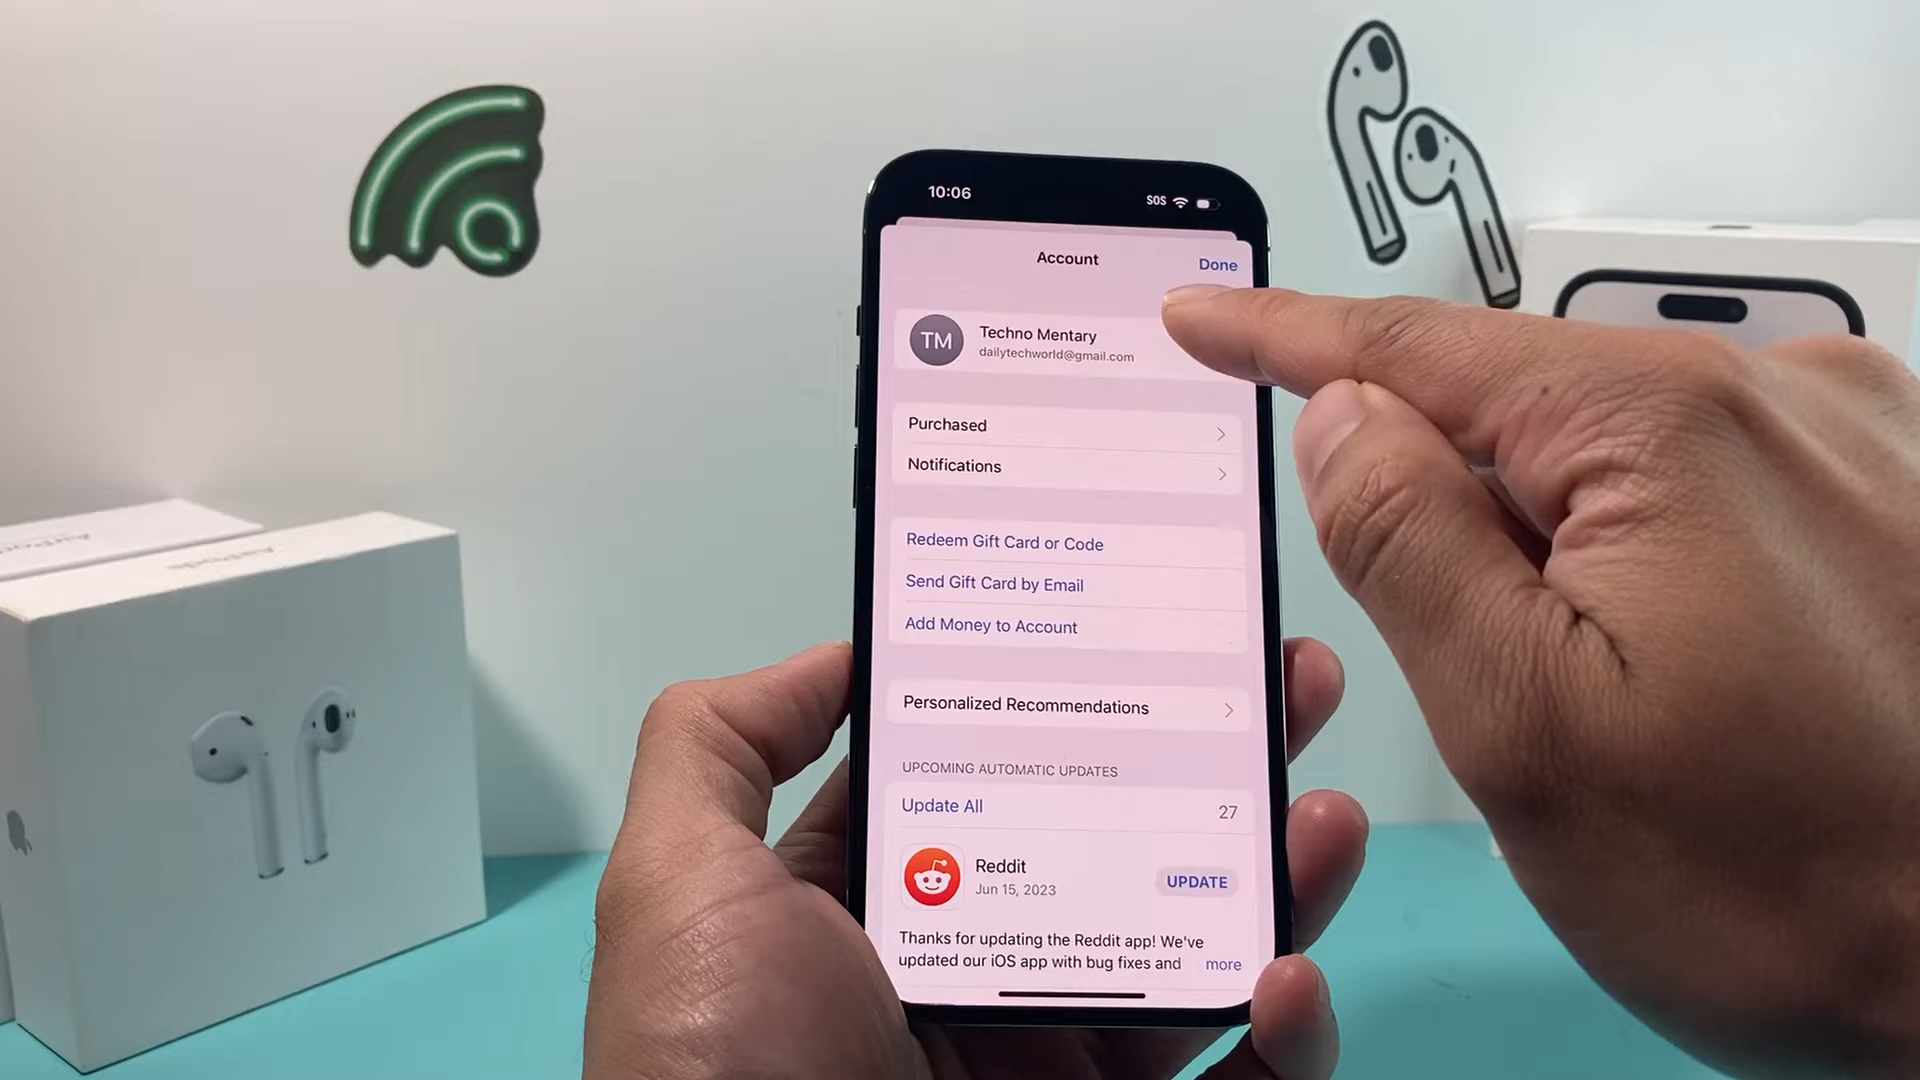 10:06
SOS
Account
Done
TM
Techno Mentary
dailytechworld@gmail.com
Purchased
Notifications
Redeem Gift Card or Code
Send Gift Card by Email
Add Money to Account
Personalized Recommendations
UPCOMING AUTOMATIC UPDATES
Update All
27
Reddit
Jun 15, 2023
UPDATE
Thanks for updating the Reddit app! We've
updated our iOS app with bug fixes and
more
AirPods